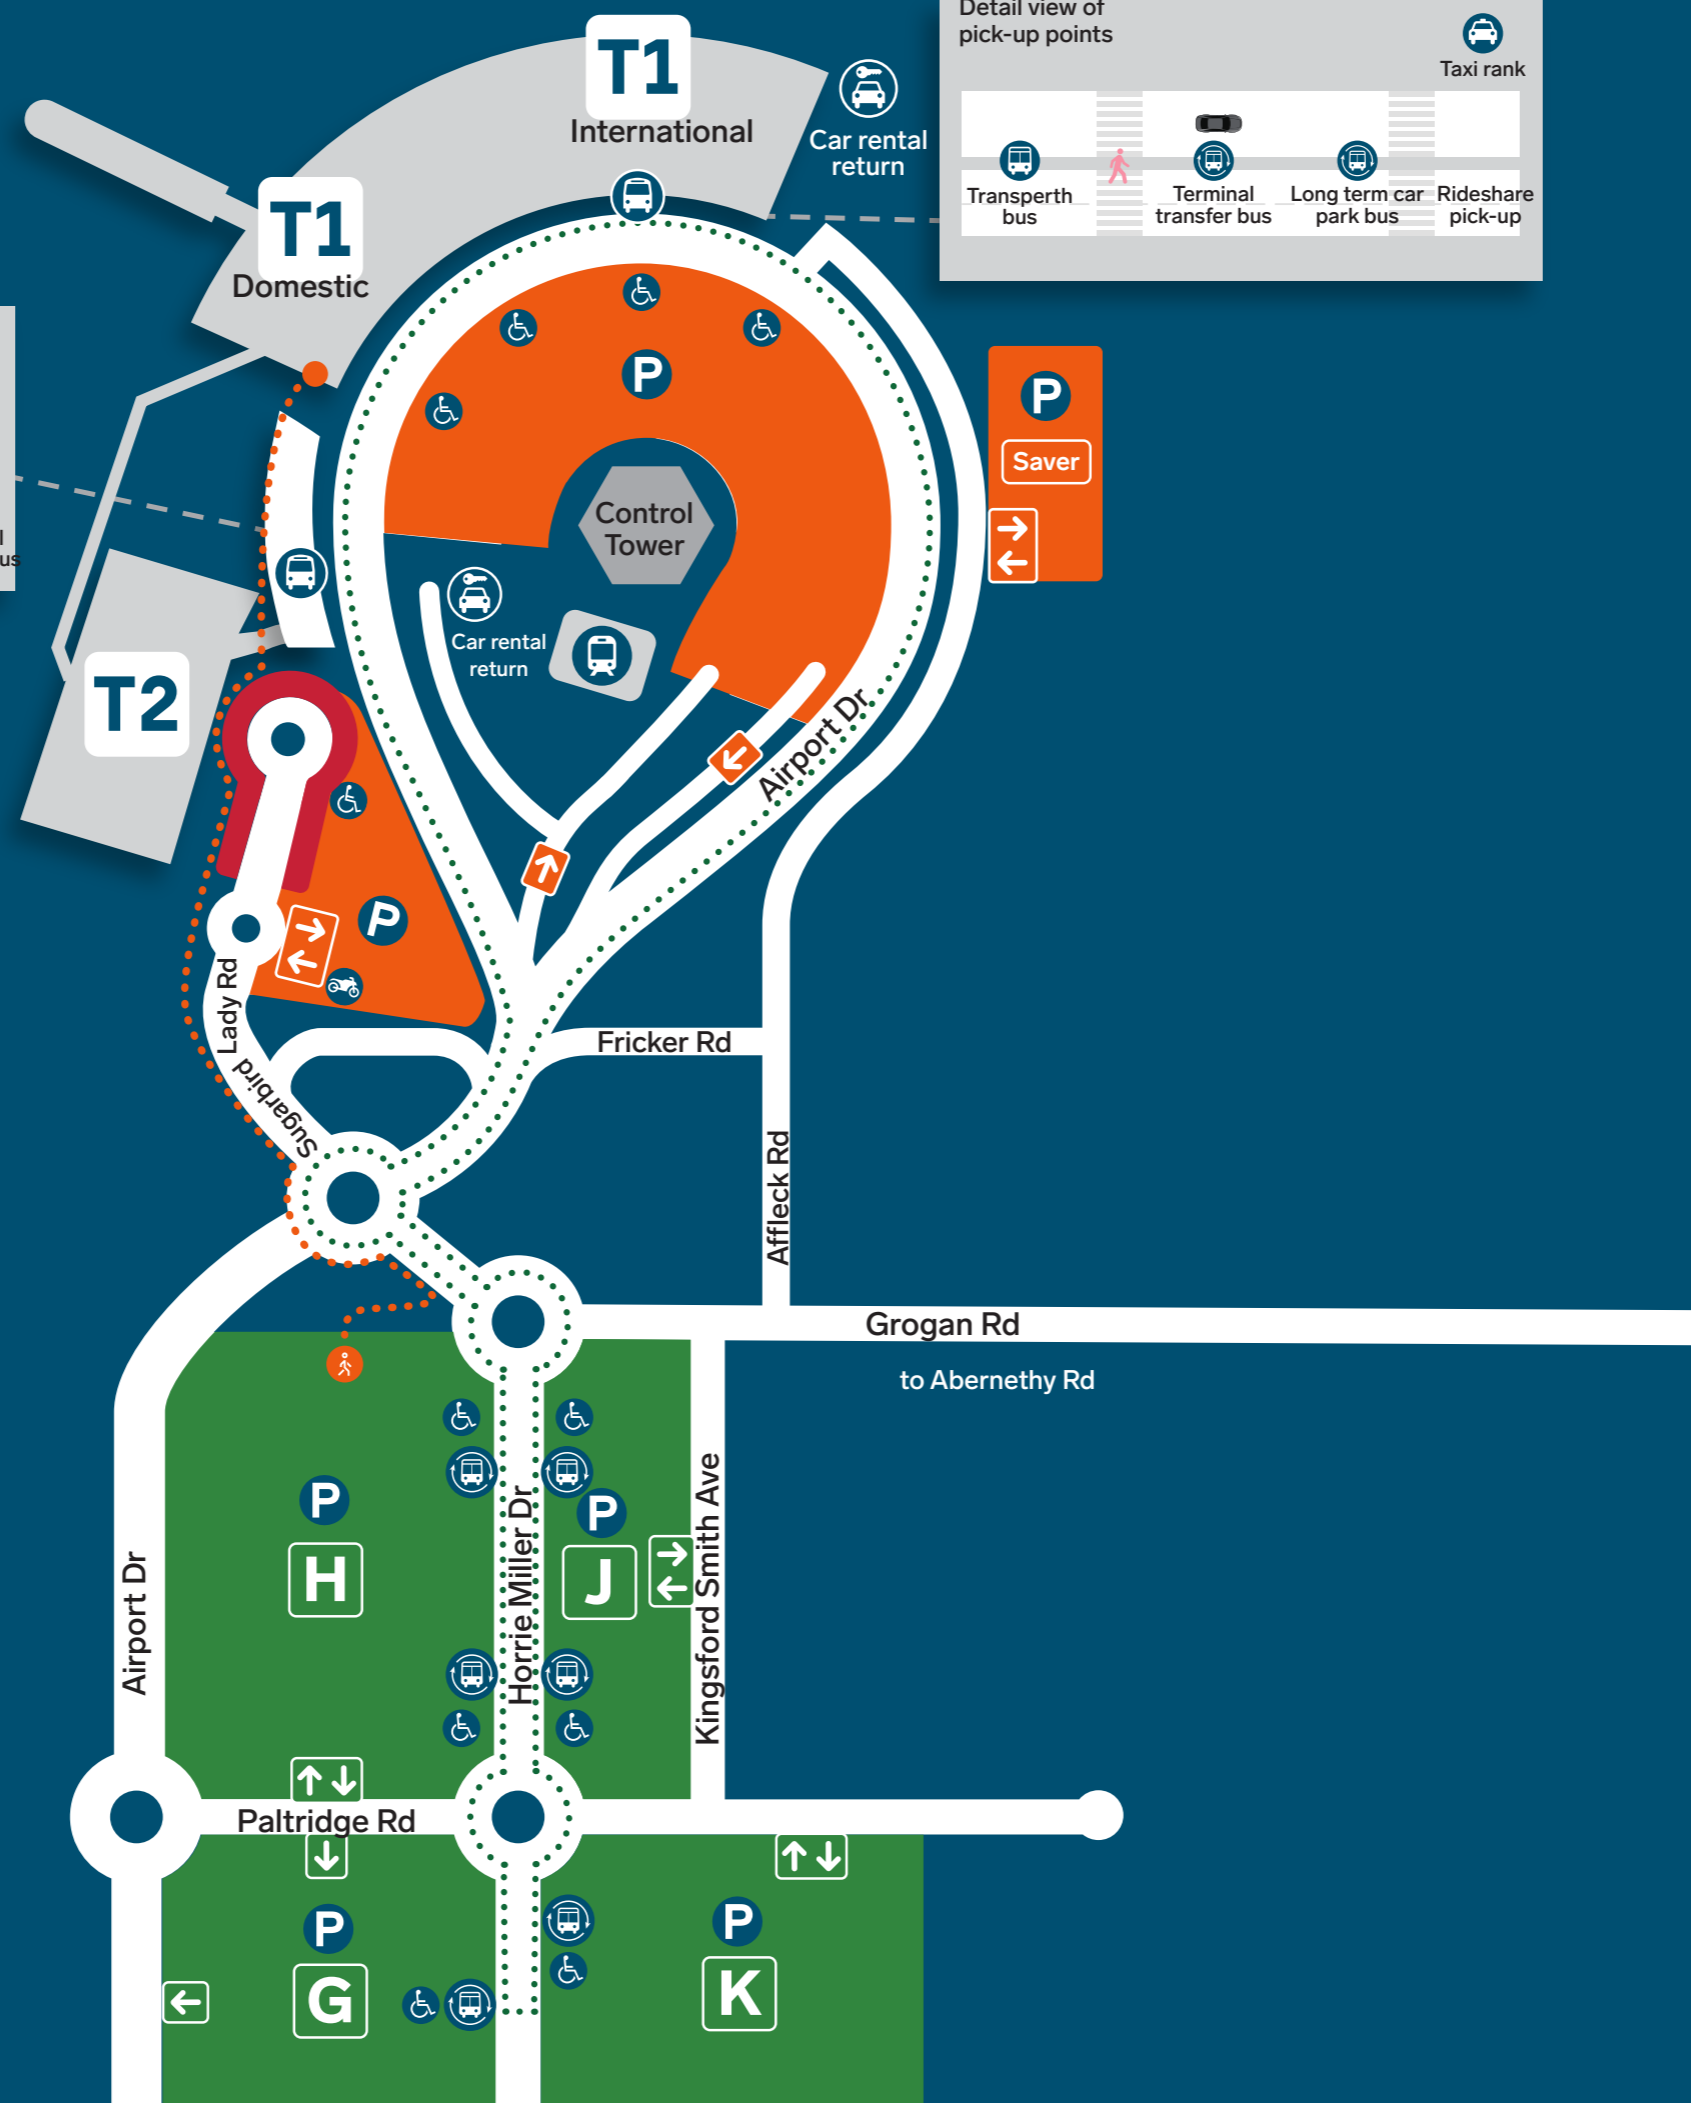 Detail view of
pick-up points
Taxi rank
Transperth
bus
Terminal
transfer bus
Long term car
park bus
Rideshare
pick-up
T1
International
Car rental
return
T1
Domestic
P
P
Saver
Control
Tower
us
Car rental
return
T2
Airport Dr
P
Lady Rd
Sugarbird
Fricker Rd
Affleck Rd
Grogan Rd
to Abernethy Rd
P
H
P
J
Airport Dr
Horrie Miller Dr
Kingsford Smith Ave
Paltridge Rd
P
G
P
K